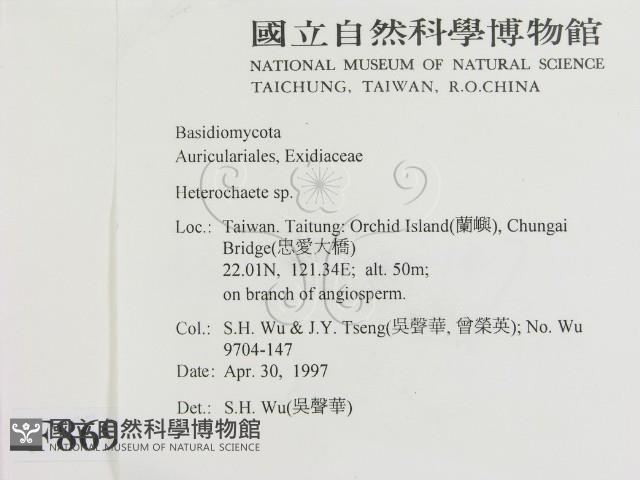 國立自然科學博物館
NATIONAL MUSEUM OF NATURAL SCIENCE
TAICHUNG, TAIWAN, R.O.CHINA
Basidiomycota
Auriculariales, Exidiaceae
Heterochaete sp.
Loc.: Taiwan. Taitung: Orchid Island(蘭嶼), Chungai
Bridge(忠愛大橋)
22.01N, 121.34E; alt. 50m;
on branch of angiosperm.
Col.: S.H. Wu & J.Y. Tseng(吳聲華, 曾榮英); No. Wu
9704-147
Date: Apr. 30, 1997
Det.: S.H. Wu(吳聲華)
F869
國立自然科學博物館
NATIONAL MUSEUM OF NATURAL SCIENCE